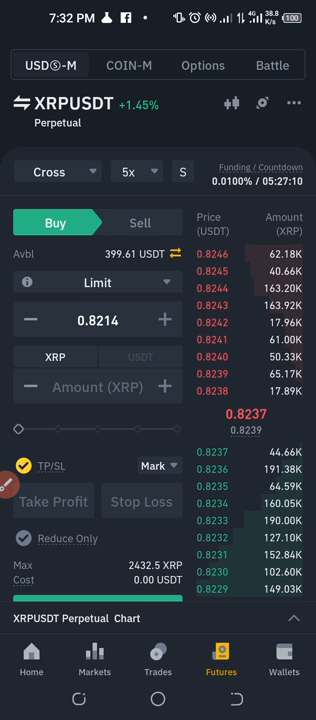 7:32 PM
4G
38.8
K/s
100
USDⓈ-M
COIN-M
Options
Battle
XRPUSDT +1.45%
Perpetual
Cross
5x
S
Funding / Countdown
0.0100% / 05:27:10
Buy
Sell
Avbl
399.61 USDT
Limit
0.8214
XRP
USDT
Amount (XRP)
TP/SL
Mark
Take Profit
Stop Loss
Reduce Only
Max
2432.5 XRP
Cost
0.00 USDT
Price
(USDT)
Amount
(XRP)
0.8246 62.18K
0.8245 40.66K
0.8244 163.20K
0.8243 163.92K
0.8242 17.96K
0.8241 61.00K
0.8240 50.33K
0.8239 65.17K
0.8238 17.89K
0.8237
0.8239
0.8237 44.66K
0.8236 191.38K
0.8235 64.59K
0.8234 160.05K
0.8233 190.00K
0.8232 127.10K
0.8231 152.84K
0.8230 102.60K
0.8229 149.03K
XRPUSDT Perpetual Chart
Home
Markets
Trades
Futures
Wallets